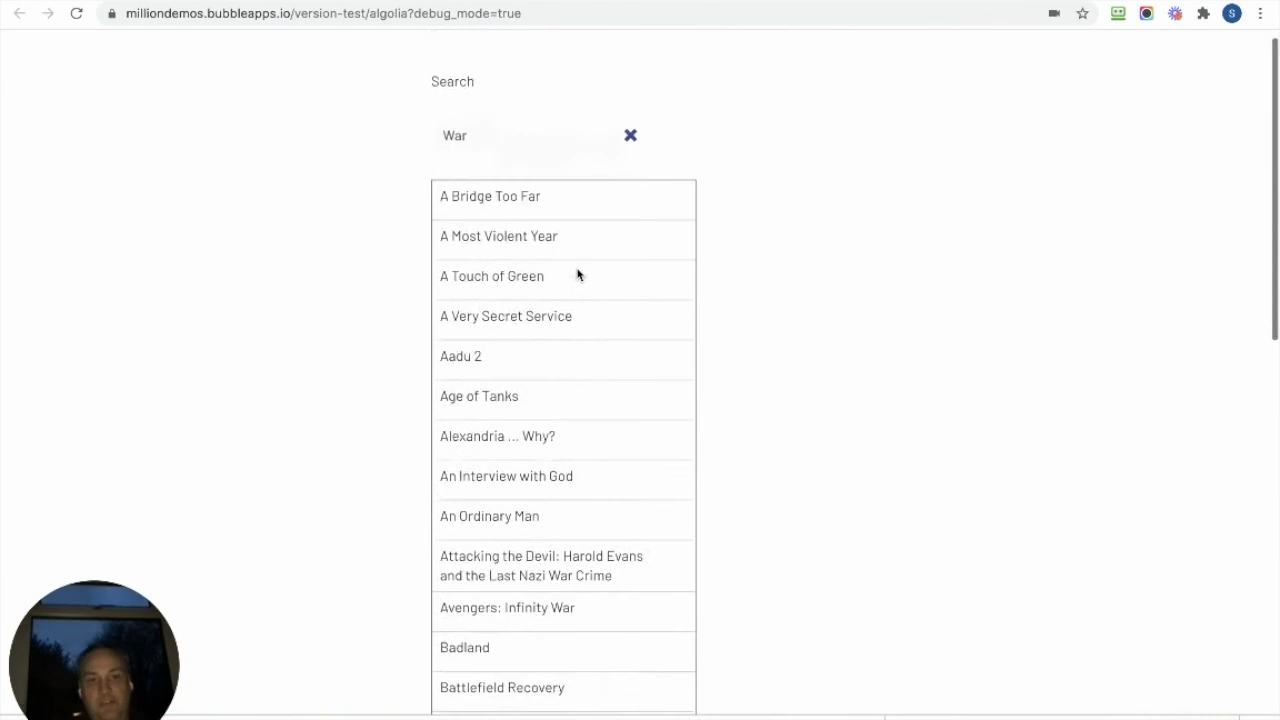 milliondemos.bubbleapps.io/version-test/algolia?debug_mode=true
S
Search
War
A Bridge Too Far
A Most Violent Year
A Touch of Green
A Very Secret Service
Aadu 2
Age of Tanks
Alexandria ... Why?
An Interview with God
An Ordinary Man
Attacking the Devil: Harold Evans
and the Last Nazi War Crime
Avengers: Infinity War
Badland
Battlefield Recovery